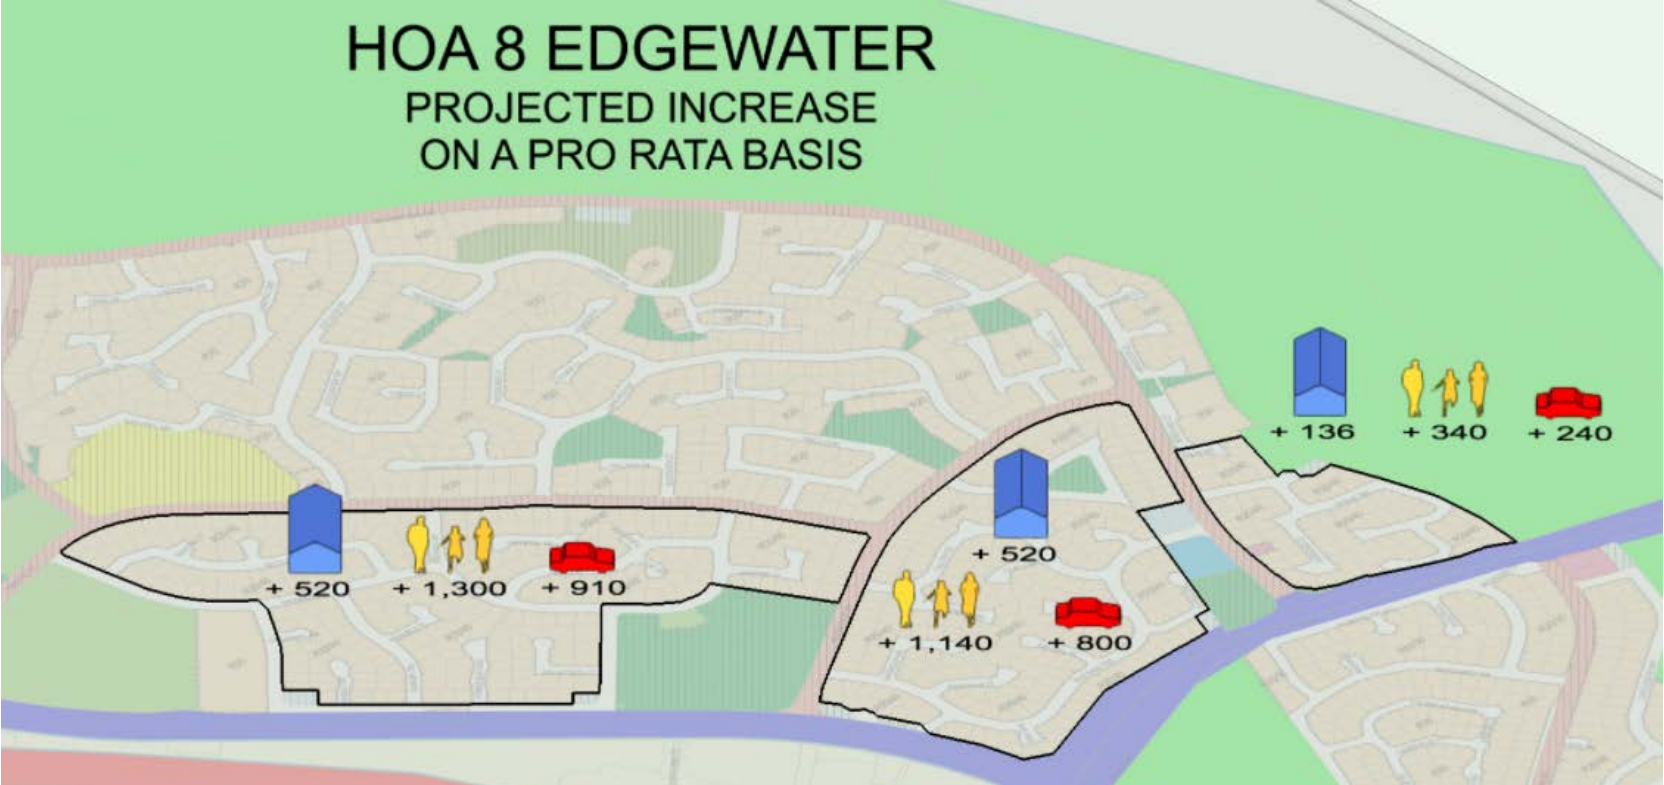 HOA 8 EDGEWATER
PROJECTED INCREASE
ON A PRO RATA BASIS
+ 136 + 340 + 240
+ 520
+ 520 + 1,300 + 910
+ 1,140 + 800